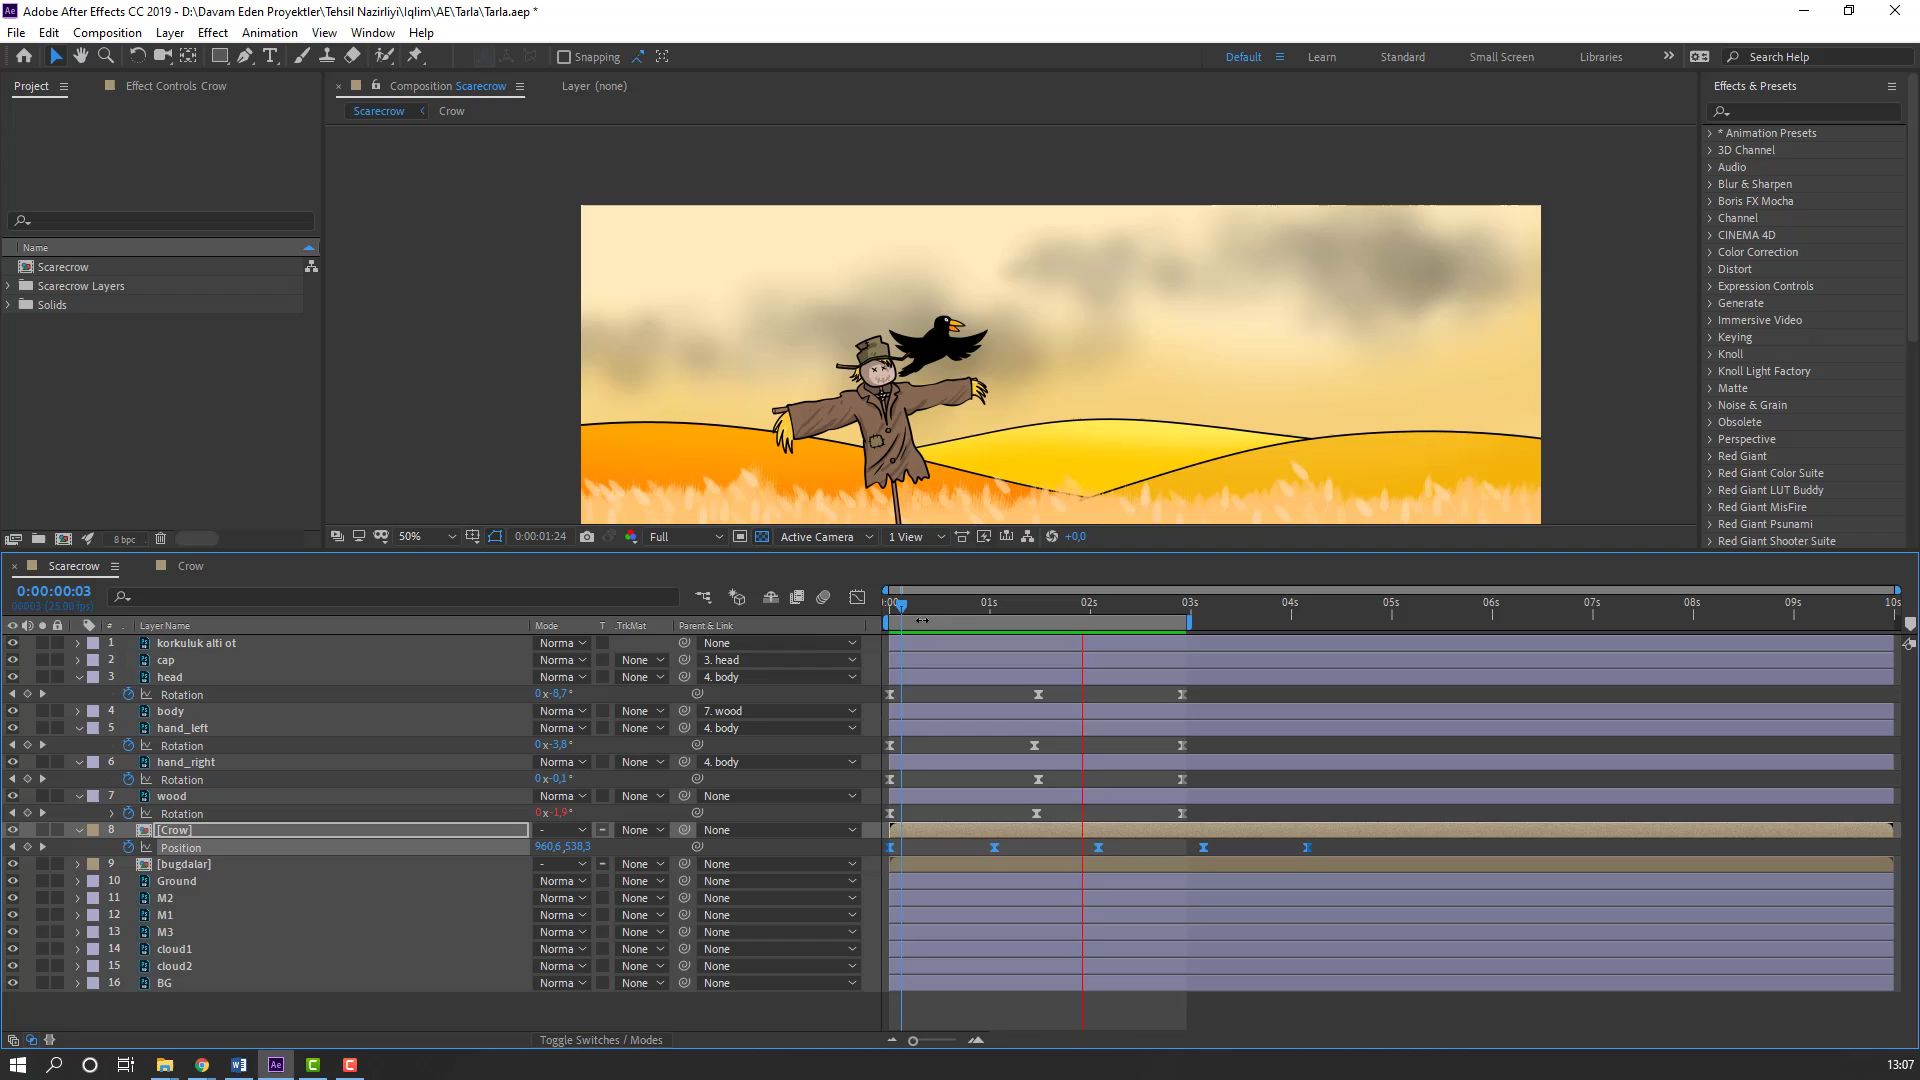 Adobe After Effects CC 2019 - D:\Davam Eden Proyektler\Tehsil Nazirliyi\Iqlim\AE\Tarla\Tarla.aep *
File Edit Composition Layer Effect Animation View Window Help
Snapping Default Learn Standard Small Screen Libraries Search Help
Project Effect Controls Crow Composition Scarecrow Layer (none) Effects & Presets
Scarecrow Crow
Name
Scarecrow
Scarecrow Layers
Solids
* Animation Presets
3D Channel
Audio
Blur & Sharpen
Boris FX Mocha
Channel
CINEMA 4D
Color Correction
Distort
Expression Controls
Generate
Immersive Video
Keying
Knoll
Knoll Light Factory
Matte
Noise & Grain
Obsolete
Perspective
Red Giant
Red Giant Color Suite
Red Giant LUT Buddy
Red Giant MisFire
Red Giant Psunami
Red Giant Shooter Suite
8 bpc 50% 0:00:01:24 Full Active Camera 1 View +0,0
Scarecrow Crow
0:00:00:03
00003 (25.00 fps)
:00 01s 02s 03s 04s 05s 06s 07s 08s 09s 10s
# Layer Name Mode T .TrkMat Parent & Link
1 korkuluk alti ot Norma None
2 cap Norma None 3. head
3 head Norma None 4. body
Rotation 0 x-8,7°
4 body Norma None 7. wood
5 hand_left Norma None 4. body
Rotation 0 x-3,8°
6 hand_right Norma None 4. body
Rotation 0 x-0,1°
7 wood Norma None None
Rotation 0 x-1,9°
8 [Crow] - None None
Position 960,6 ,538,3
9 [bugdalar] - None None
10 Ground Norma None None
11 M2 Norma None None
12 M1 Norma None None
13 M3 Norma None None
14 cloud1 Norma None None
15 cloud2 Norma None None
16 BG Norma None None
Toggle Switches / Modes
13:07